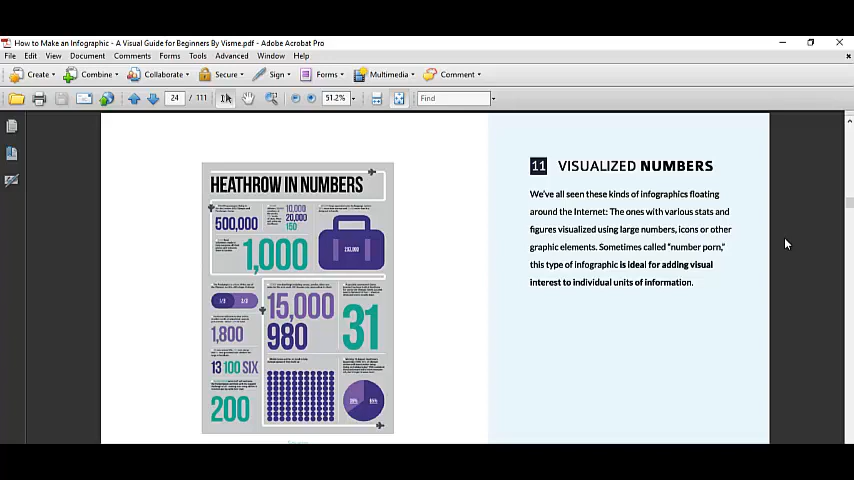 How to Make an Infographic - A Visual Guide for Beginners By Visme.pdf - Adobe Acrobat Pro
File Edit View Document Comments Forms Tools Advanced Window Help
Create Combine Collaborate Secure Sign Forms Multimedia Comment
24 / 111 51.2% Find
HEATHROW IN NUMBERS
500,000
10,000
20,000
150
1,000
1/3 2/3
15,000
980
31
1,800
13 100 SIX
200
11 VISUALIZED NUMBERS
We've all seen these kinds of infographics floating
around the Internet: The ones with various stats and
figures visualized using large numbers, icons or other
graphic elements. Sometimes called "number porn,"
this type of infographic is ideal for adding visual
interest to individual units of information.